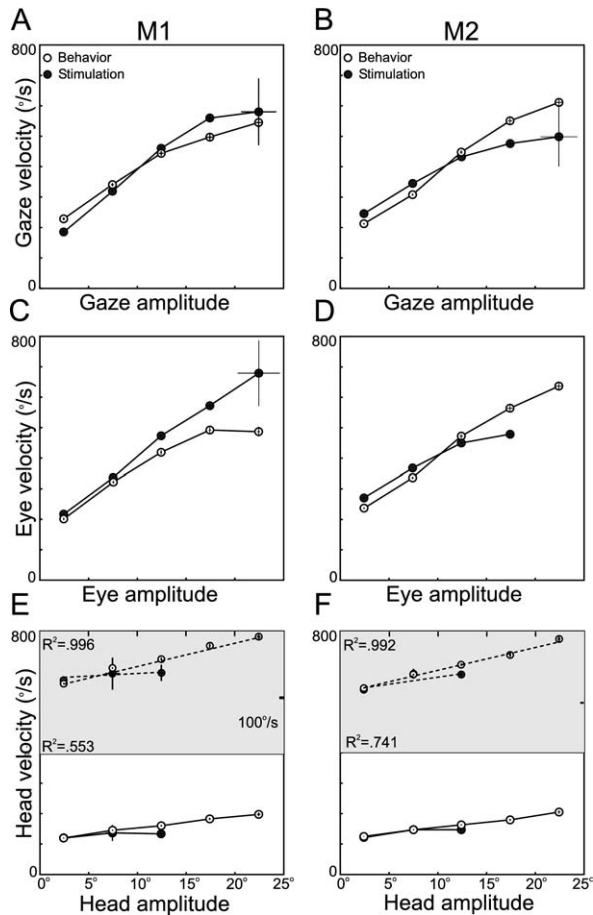 A
M1
B
M2
800
Behavior
Stimulation
800
Behavior
Stimulation
Gaze velocity (°/s)
0
0
Gaze amplitude
Gaze amplitude
C
D
800
800
Eye velocity (°/s)
0
0
Eye amplitude
Eye amplitude
E
F
800
R²=.996
800
R²=.992
100°/s
R²=.553
R²=.741
Head velocity (°/s)
0
0
0° 5° 10° 15° 20° 25°
0° 5° 10° 15° 20° 25°
Head amplitude
Head amplitude